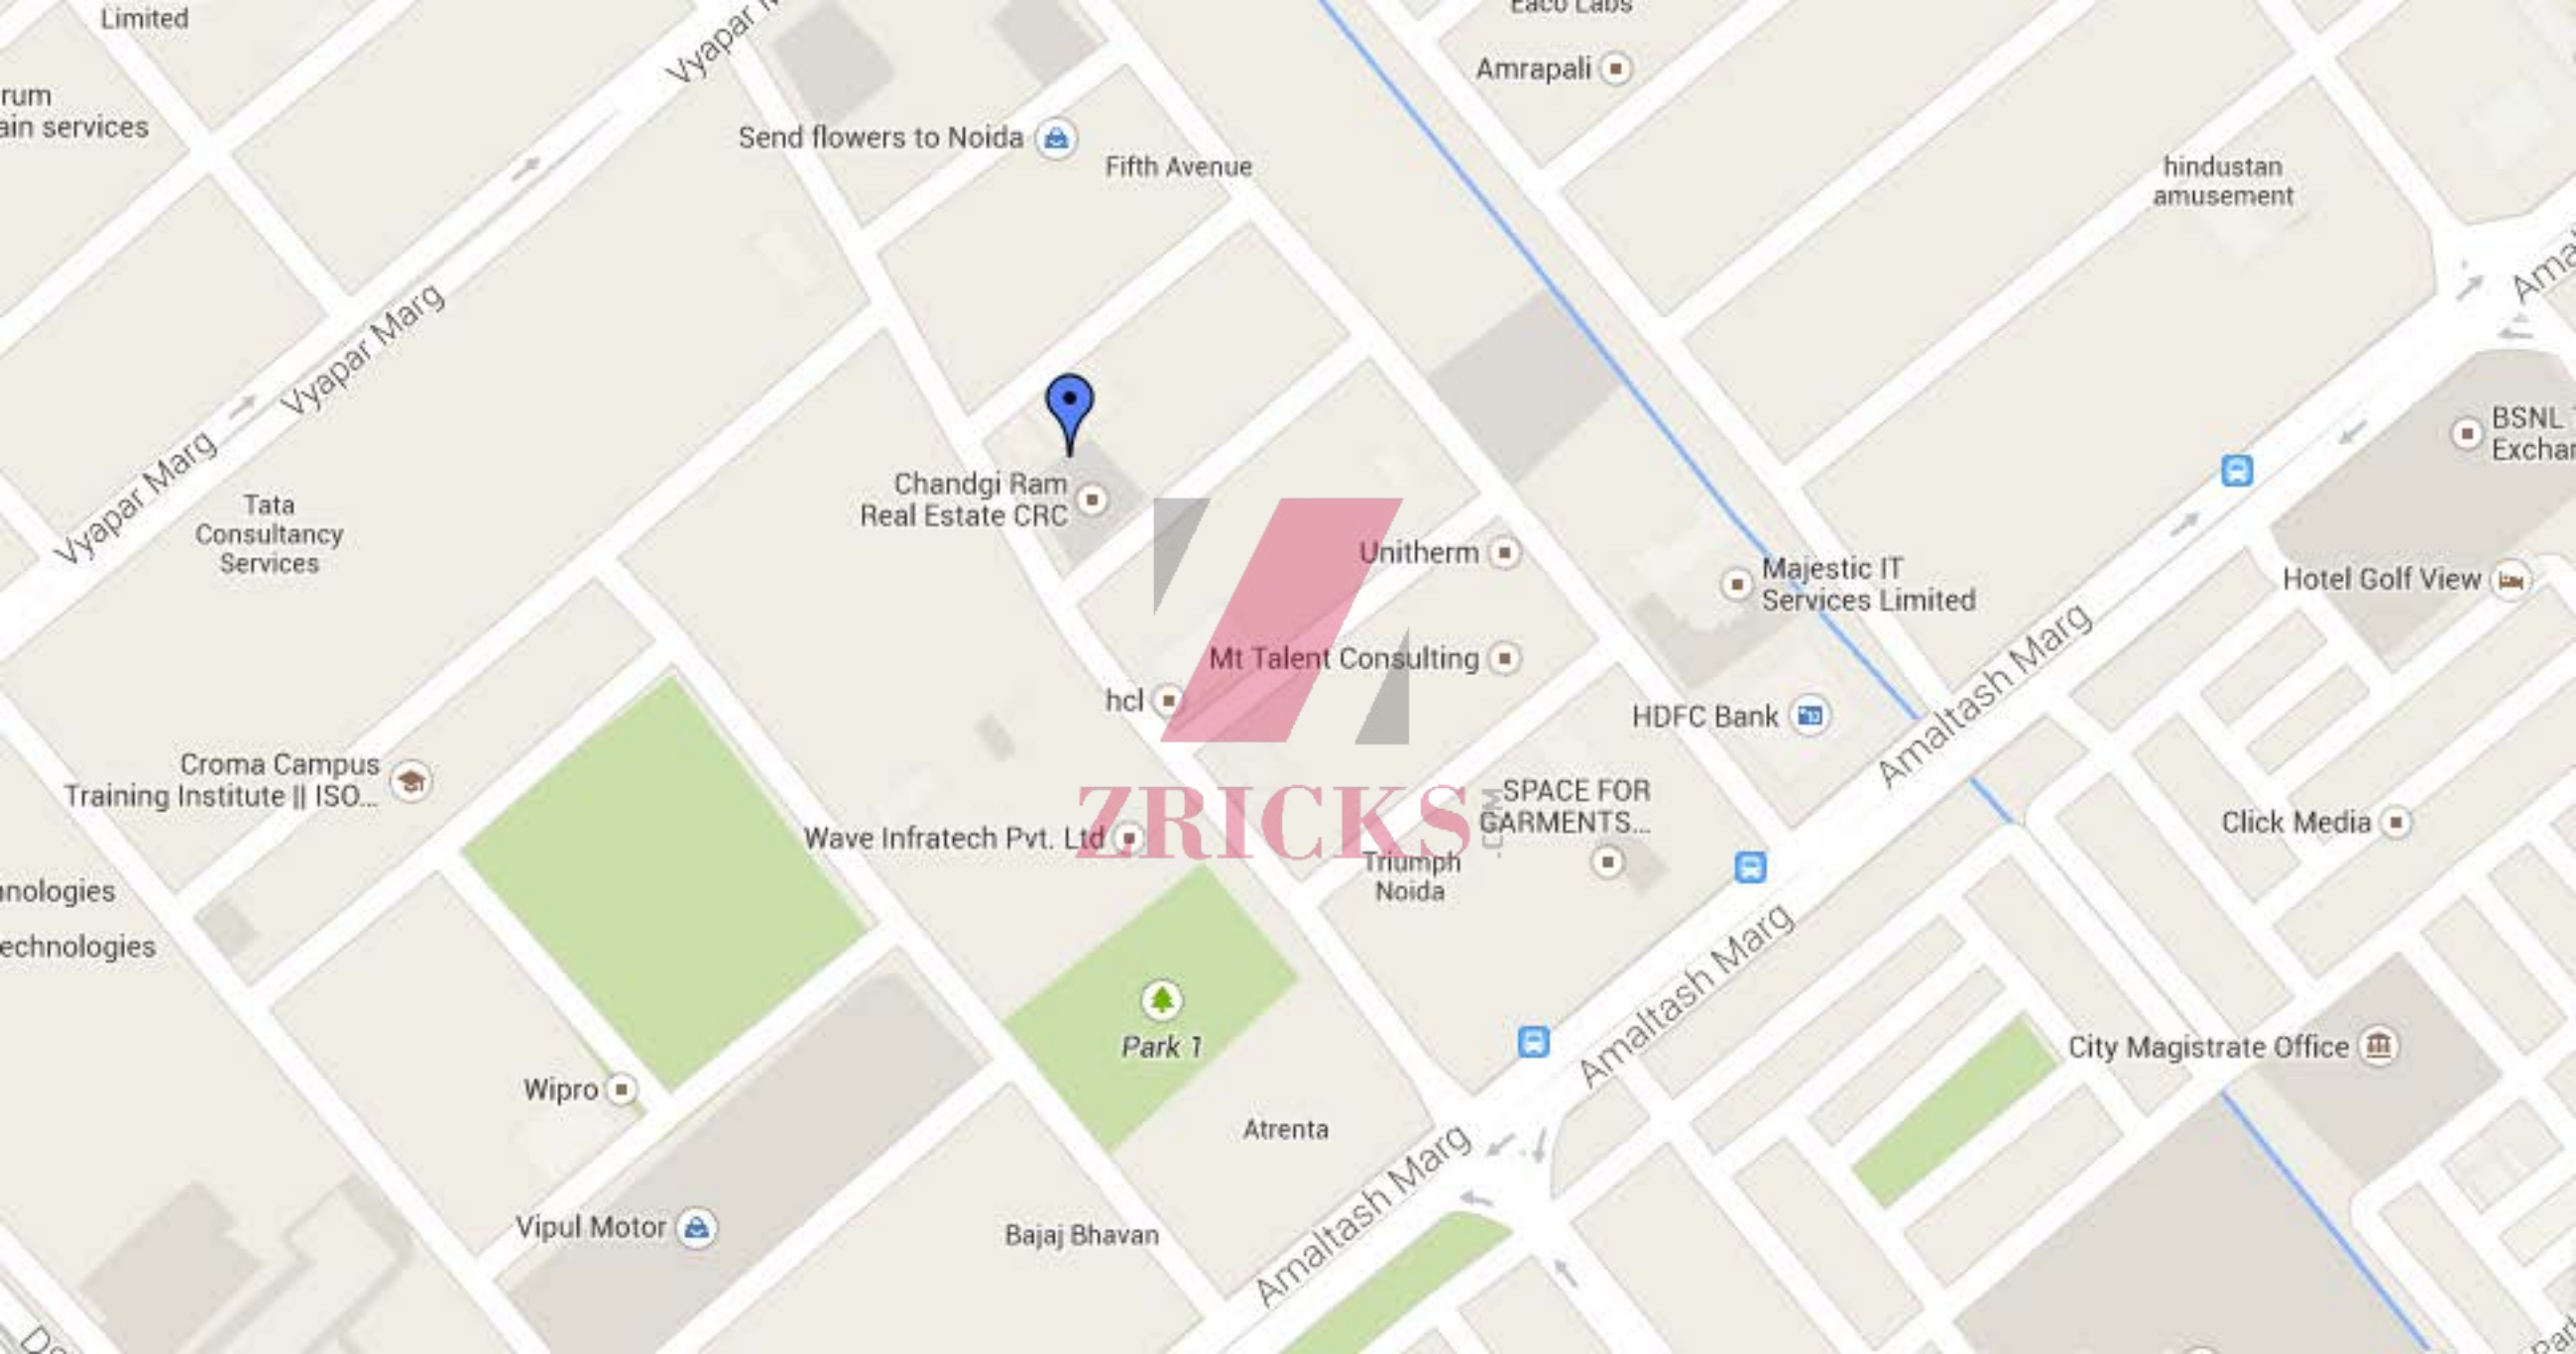 Limited
Vyapar M
Eaco Labs
Amrapali
rum
ain services
Send flowers to Noida
Fifth Avenue
hindustan
amusement
Amal
Vyapar Marg
Vyapar Marg
Tata
Consultancy
Services
Chandgi Ram
Real Estate CRC
BSNL
Exchan
Unitherm
Majestic IT
Services Limited
Hotel Golf View
Mt Talent Consulting
hcl
HDFC Bank
Amaltash Marg
Croma Campus
Training Institute || ISO...
ZRICKS
.COM
SPACE FOR
GARMENTS...
Wave Infratech Pvt. Ltd
Triumph
Noida
Click Media
nologies
echnologies
Amaltash Marg
Park 1
City Magistrate Office
Wipro
Atrenta
Amaltash Marg
Vipul Motor
Bajaj Bhavan